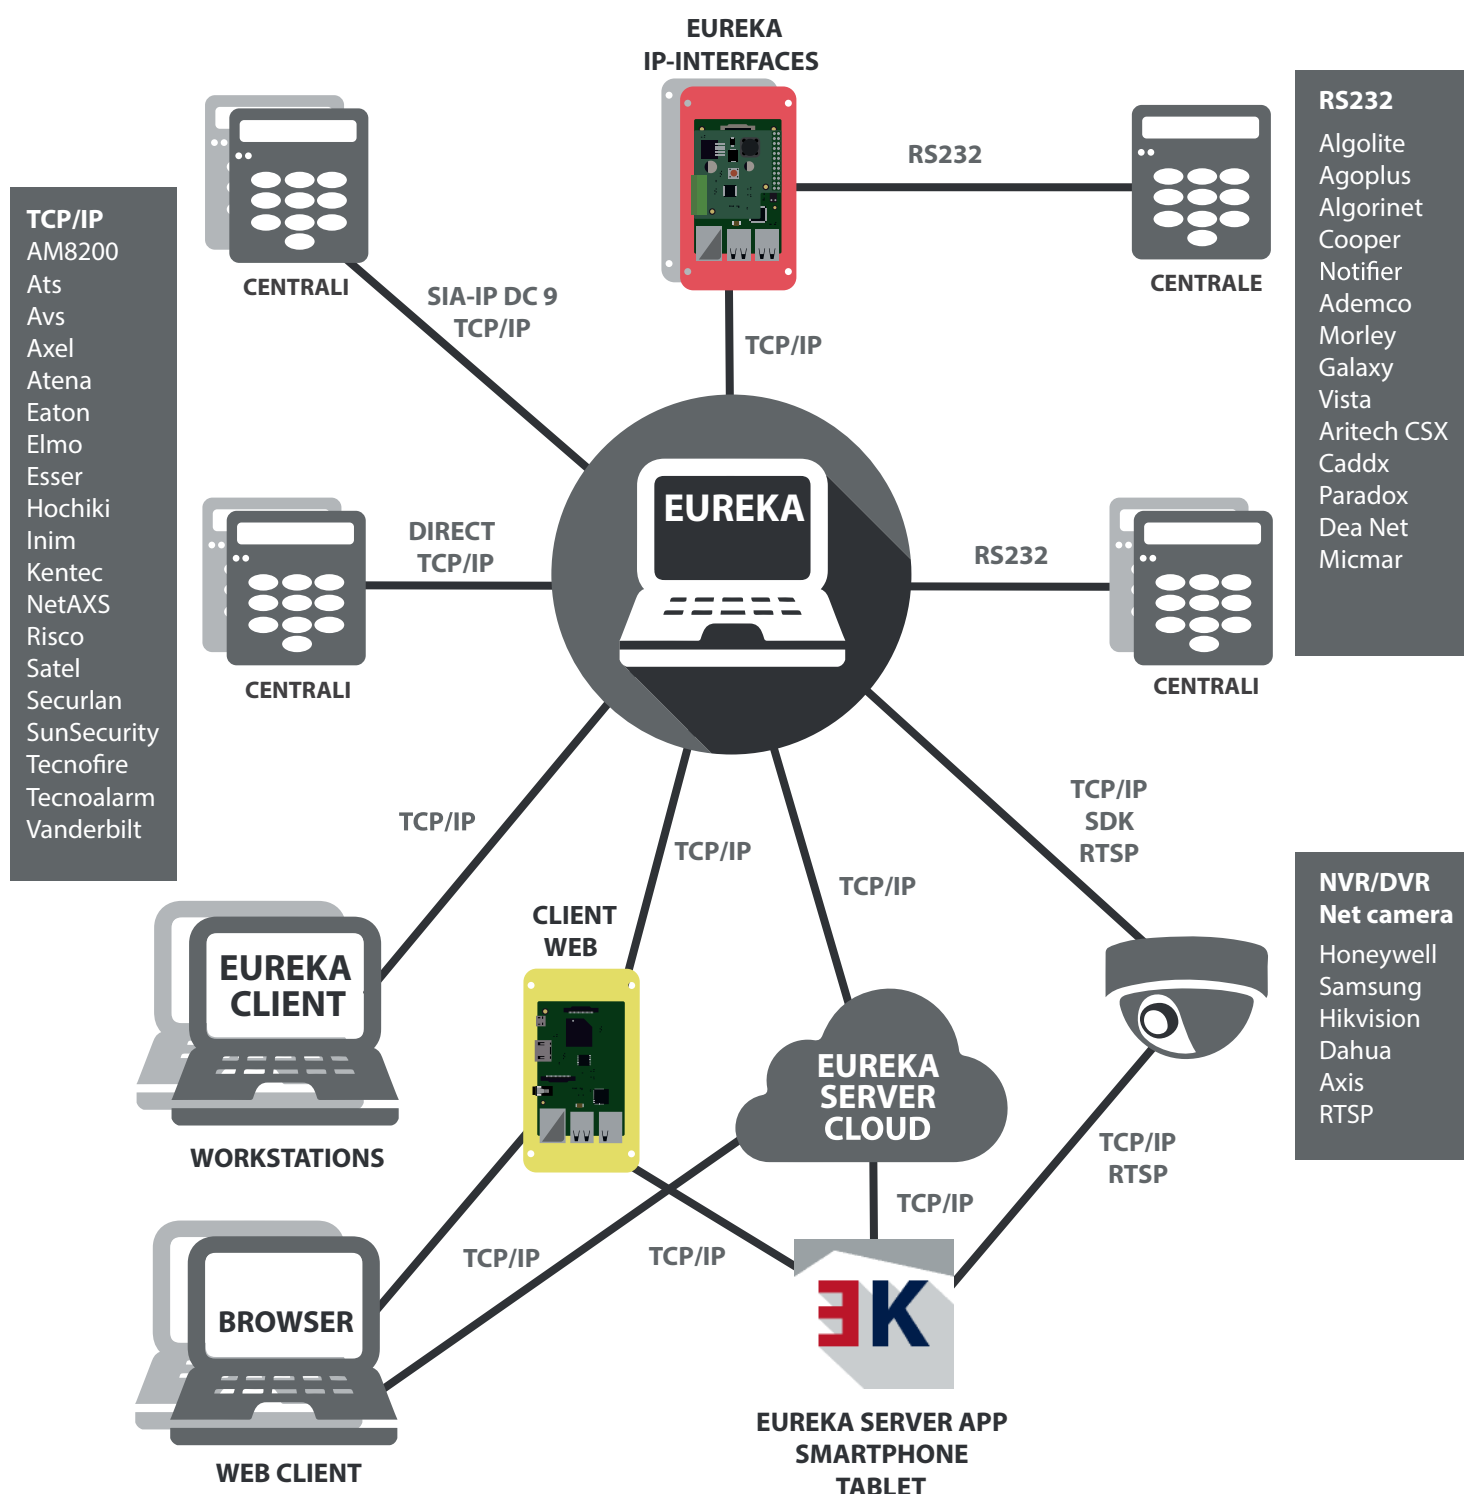 EUREKA
IP-INTERFACES
RS232
CENTRALE
RS232
Algolite
Agoplus
Algorinet
Cooper
Notifier
Ademco
Morley
Galaxy
Vista
Aritech CSX
Caddx
Paradox
Dea Net
Micmar
TCP/IP
AM8200
Ats
Avs
Axel
Atena
Eaton
Elmo
Esser
Hochiki
Inim
Kentec
NetAXS
Risco
Satel
Securlan
SunSecurity
Tecnofire
Tecnoalarm
Vanderbilt
CENTRALI
SIA-IP DC 9
TCP/IP
TCP/IP
EUREKA
DIRECT
TCP/IP
CENTRALI
RS232
CENTRALI
TCP/IP
TCP/IP
TCP/IP
TCP/IP
SDK
RTSP
NVR/DVR
Net camera
Honeywell
Samsung
Hikvision
Dahua
Axis
RTSP
CLIENT
WEB
EUREKA
CLIENT
WORKSTATIONS
EUREKA
SERVER
CLOUD
TCP/IP
RTSP
TCP/IP
TCP/IP
TCP/IP
BROWSER
WEB CLIENT
EK
EUREKA SERVER APP
SMARTPHONE
TABLET